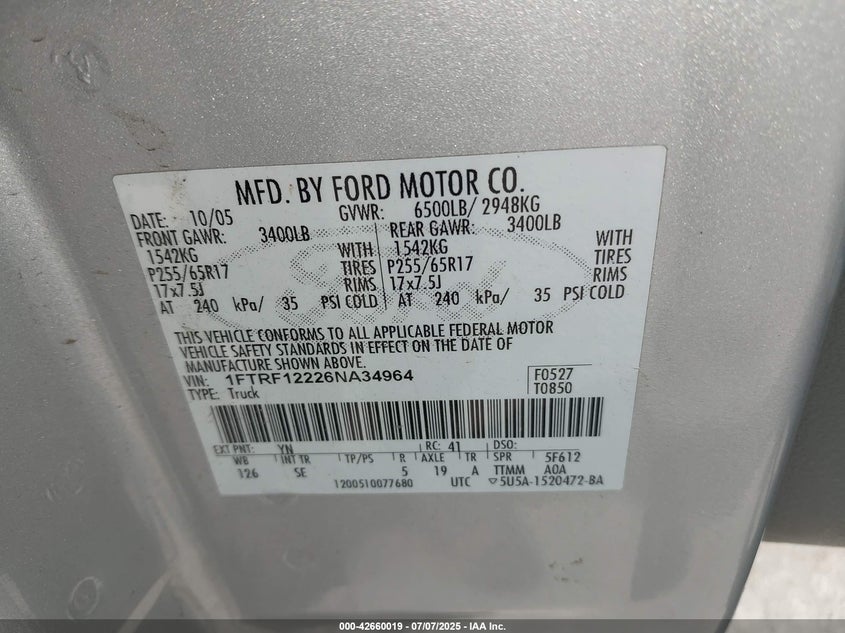 MFD. BY FORD MOTOR CO.
DATE: 10/05 GVWR: 6500LB/ 2948KG
FRONT GAWR: 3400LB REAR GAWR: 3400LB
1542KG WITH 1542KG WITH
P255/65R17 TIRES P255/65R17 TIRES
17x7.5J RIMS 17x7.5J RIMS
AT 240 kPa/ 35 PSI COLD AT 240 kPa/ 35 PSI COLD
THIS VEHICLE CONFORMS TO ALL APPLICABLE FEDERAL MOTOR
VEHICLE SAFETY STANDARDS IN EFFECT ON THE DATE OF
MANUFACTURE SHOWN ABOVE.
VIN: 1FTRF12226NA34964 F0527
TYPE: Truck T0850
EXT PNT: YN RC: 41 DSO:
WB INT TR TP/PS R AXLE TR SPR 5F612
126 SE 5 19 A TTMM A0A
1200510077680 UTC ▽5U5A-1520472-BA
000-42660019 - 07/07/2025 - IAA Inc.